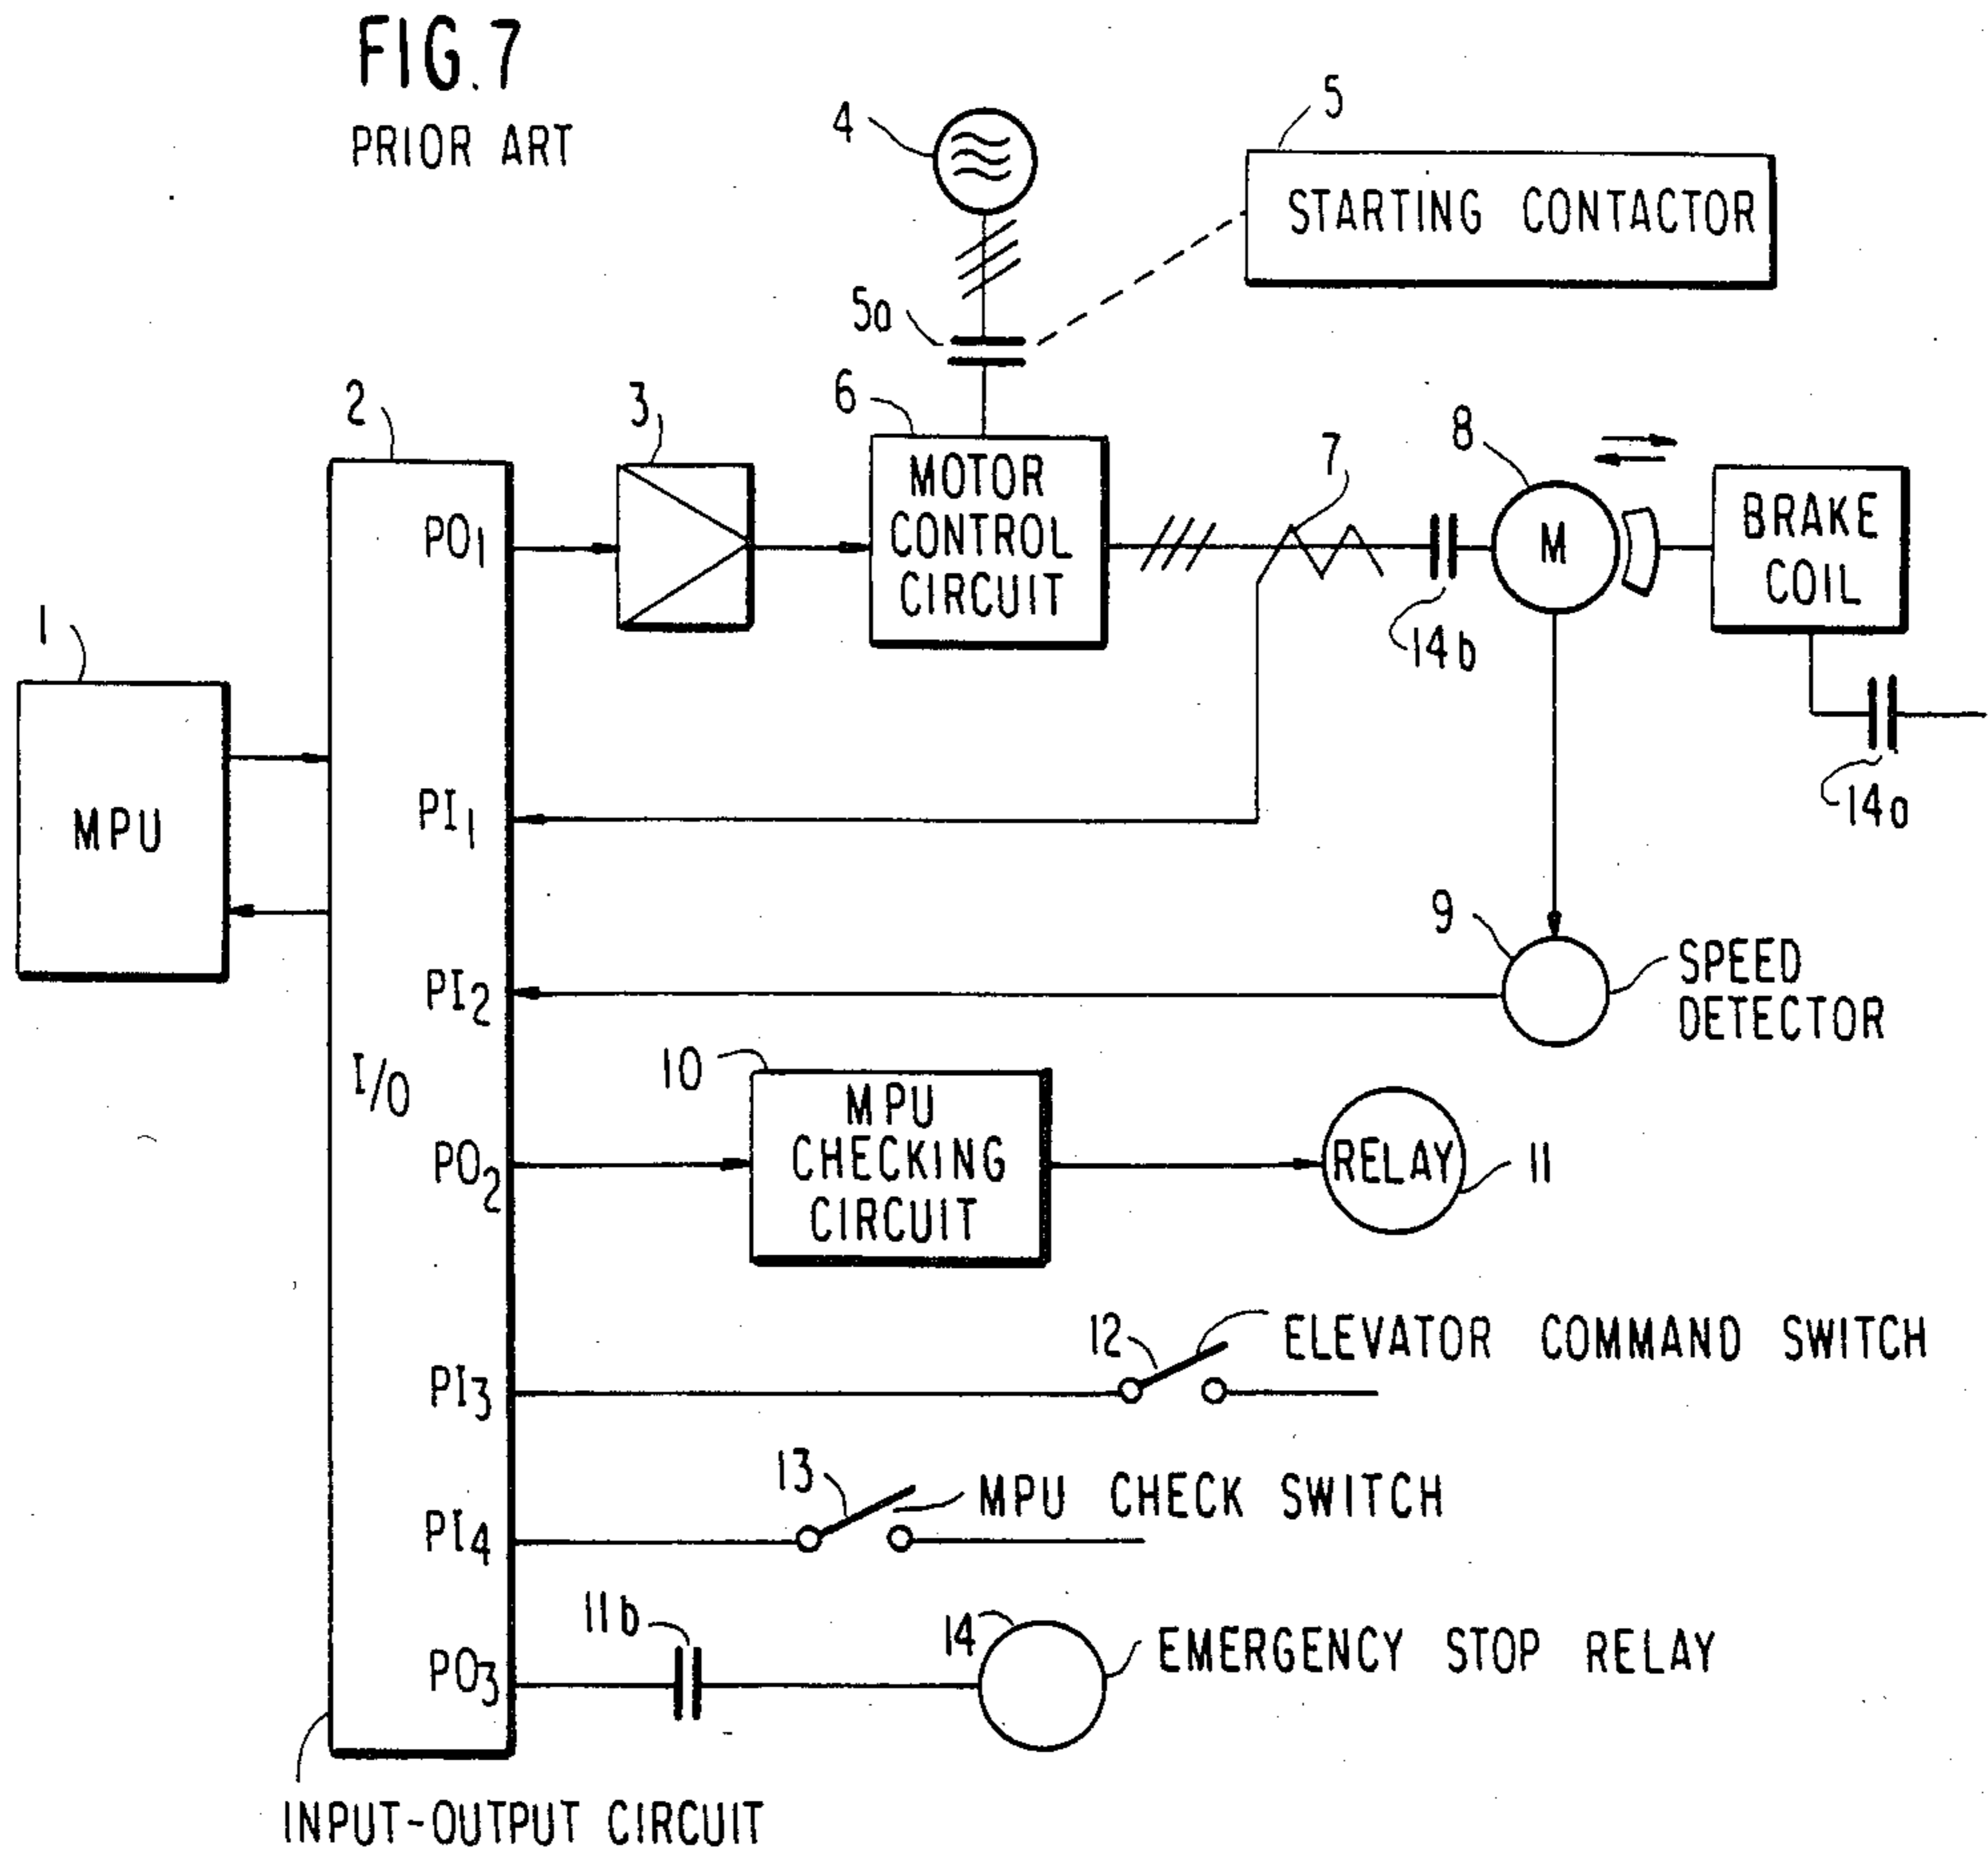 FIG. 7
PRIOR ART
4
5
STARTING CONTACTOR
5a
2
3
6
7
8
MOTOR
CONTROL
CIRCUIT
M
BRAKE
COIL
PO1
14b
14a
1
MPU
PI1
9
SPEED
DETECTOR
PI2
I/O
10
MPU
CHECKING
CIRCUIT
RELAY
11
PO2
12
ELEVATOR COMMAND SWITCH
PI3
13
MPU CHECK SWITCH
PI4
11b
14
EMERGENCY STOP RELAY
PO3
INPUT-OUTPUT CIRCUIT